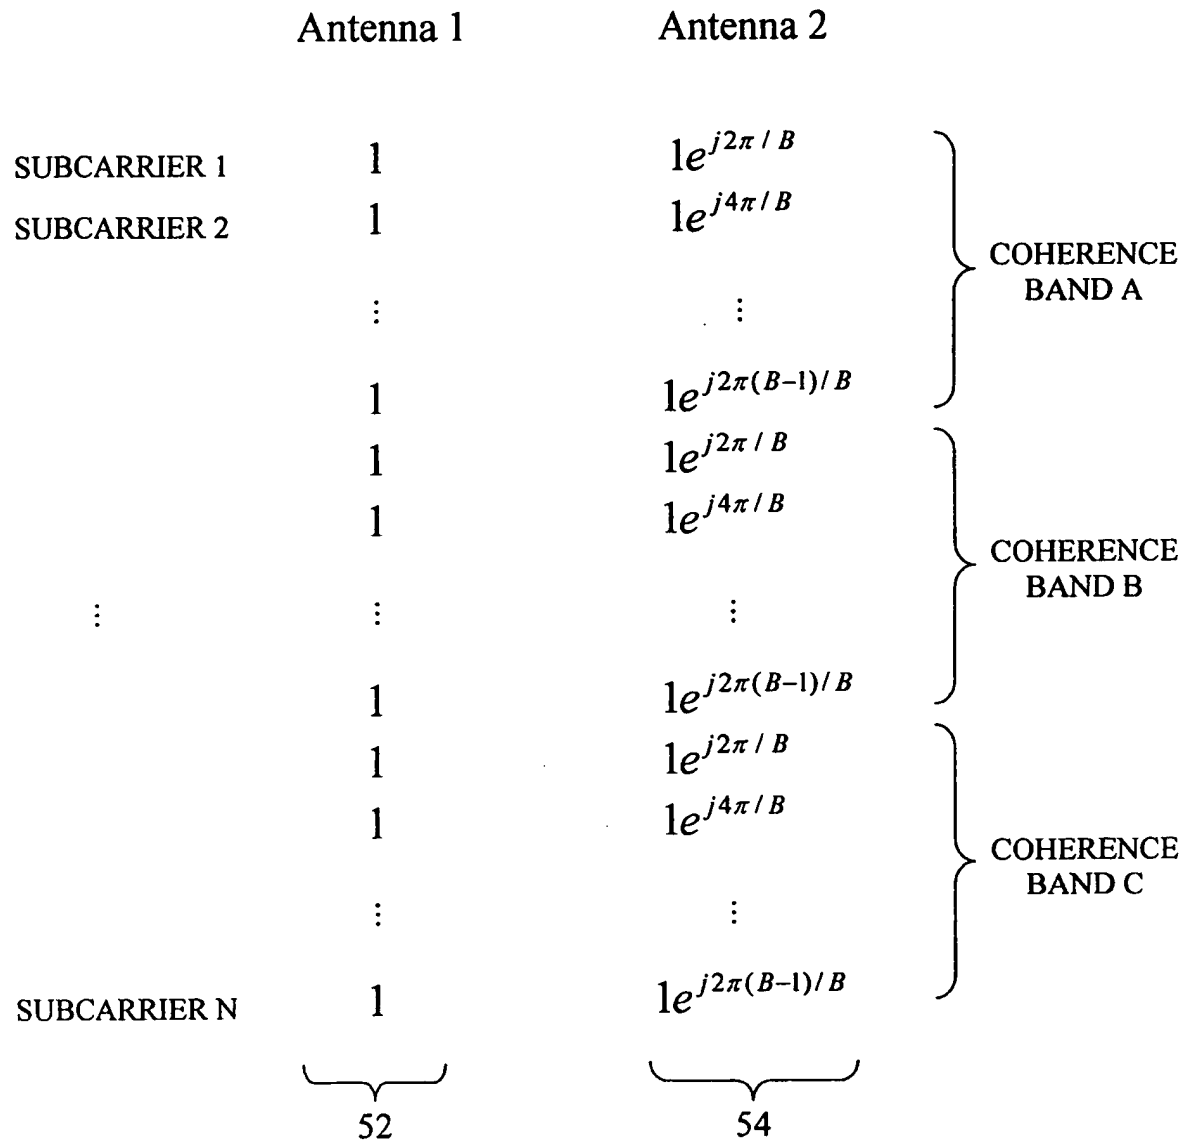 Antenna 1 Antenna 2
SUBCARRIER 1 1 1e^{j2π / B}
SUBCARRIER 2 1 1e^{j4π / B}
COHERENCE
BAND A
⋮ ⋮
1 1e^{j2π(B−1) / B}
1 1e^{j2π / B}
1 1e^{j4π / B}
COHERENCE
BAND B
⋮ ⋮ ⋮
1 1e^{j2π(B−1) / B}
1 1e^{j2π / B}
1 1e^{j4π / B}
COHERENCE
BAND C
⋮ ⋮
SUBCARRIER N 1 1e^{j2π(B−1) / B}
52 54